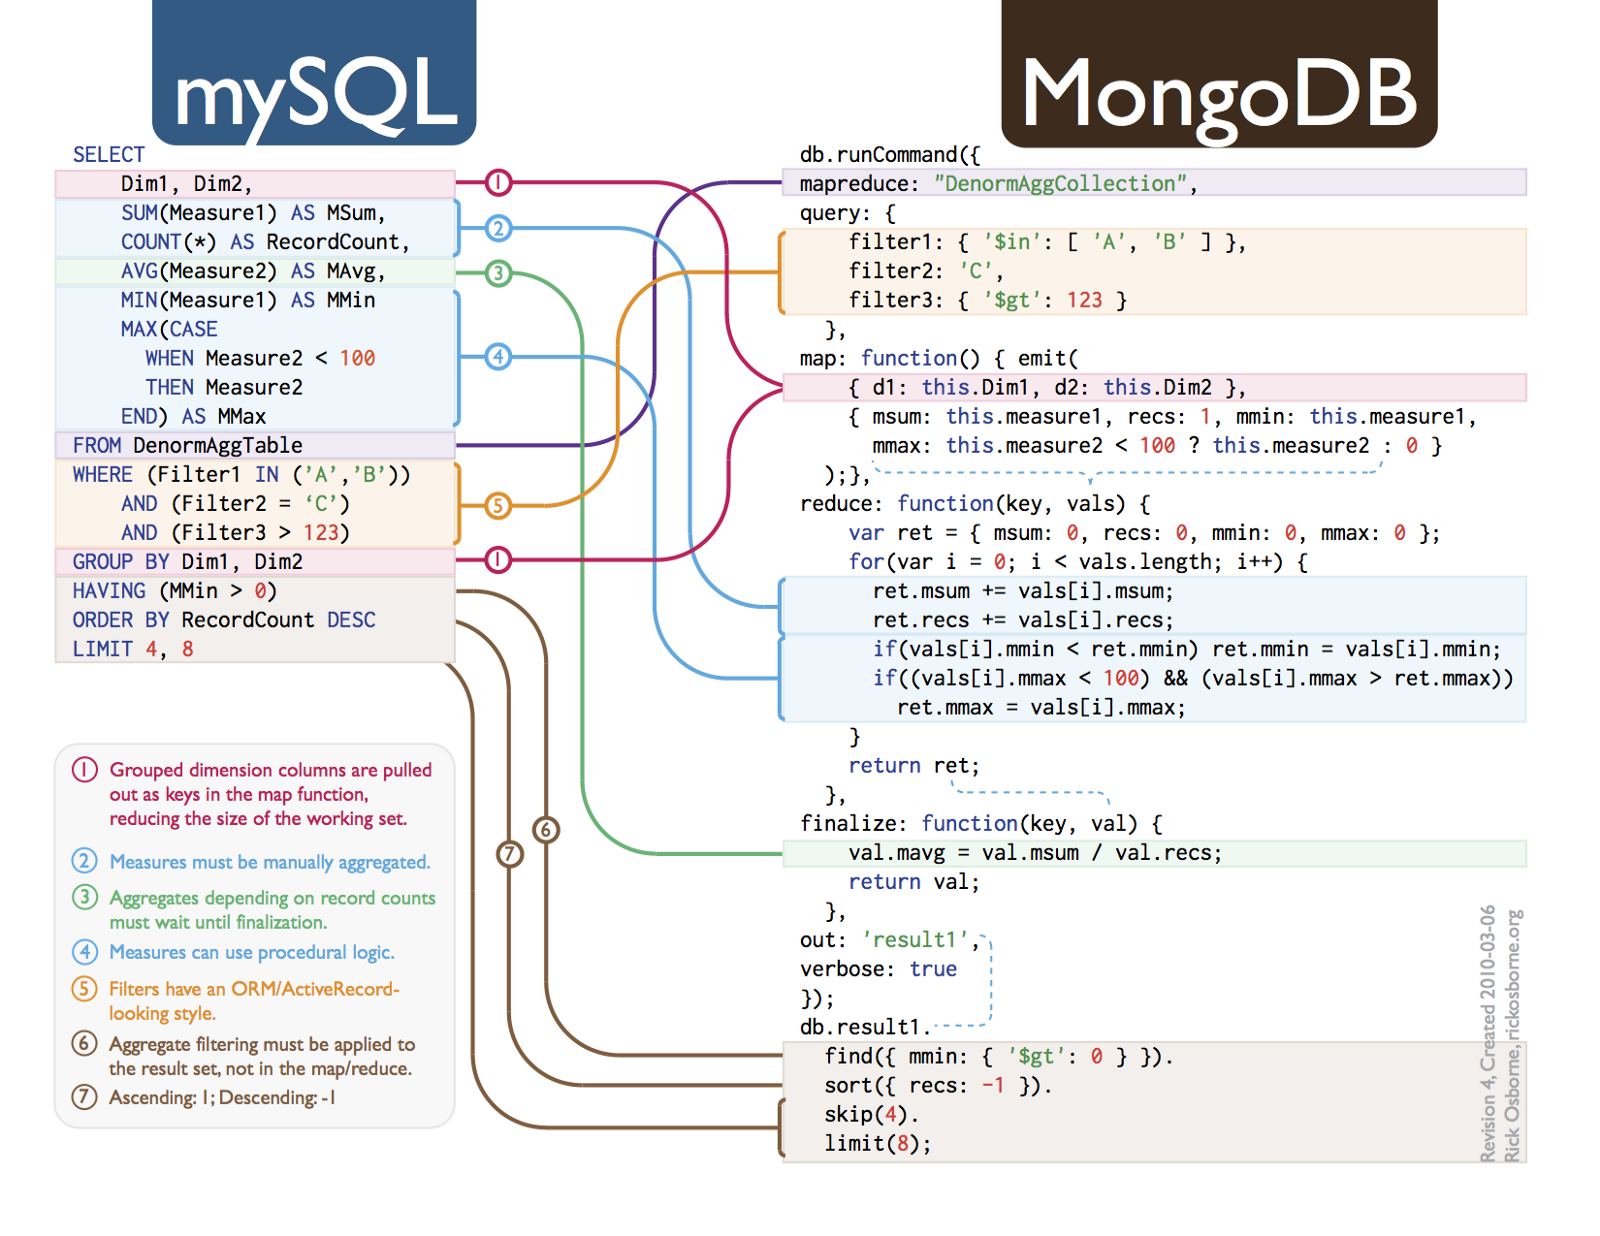 mySQL
SELECT
Dim1, Dim2,
SUM(Measure1) AS MSum,
COUNT(*) AS RecordCount,
AVG(Measure2) AS MAvg,
MIN(Measure1) AS MMin
MAX(CASE
WHEN Measure2 < 100
THEN Measure2
END) AS MMax
FROM DenormAggTable
WHERE (Filter1 IN (’A’,’B’))
AND (Filter2 = ‘C’)
AND (Filter3 > 123)
GROUP BY Dim1, Dim2
HAVING (MMin > 0)
ORDER BY RecordCount DESC
LIMIT 4, 8
1
2
3
4
5
1
6
7
1 Grouped dimension columns are pulled
out as keys in the map function,
reducing the size of the working set.
2 Measures must be manually aggregated.
3 Aggregates depending on record counts
must wait until finalization.
4 Measures can use procedural logic.
5 Filters have an ORM/ActiveRecord-
looking style.
6 Aggregate filtering must be applied to
the result set, not in the map/reduce.
7 Ascending: 1; Descending: -1
MongoDB
db.runCommand({
mapreduce: "DenormAggCollection",
query: {
filter1: { '$in': [ 'A', 'B' ] },
filter2: 'C',
filter3: { '$gt': 123 }
},
map: function() { emit(
{ d1: this.Dim1, d2: this.Dim2 },
{ msum: this.measure1, recs: 1, mmin: this.measure1,
mmax: this.measure2 < 100 ? this.measure2 : 0 }
);},
reduce: function(key, vals) {
var ret = { msum: 0, recs: 0, mmin: 0, mmax: 0 };
for(var i = 0; i < vals.length; i++) {
ret.msum += vals[i].msum;
ret.recs += vals[i].recs;
if(vals[i].mmin < ret.mmin) ret.mmin = vals[i].mmin;
if((vals[i].mmax < 100) && (vals[i].mmax > ret.mmax))
ret.mmax = vals[i].mmax;
}
return ret;
},
finalize: function(key, val) {
val.mavg = val.msum / val.recs;
return val;
},
out: 'result1',
verbose: true
});
db.result1.
find({ mmin: { '$gt': 0 } }).
sort({ recs: -1 }).
skip(4).
limit(8);
Revision 4, Created 2010-03-06
Rick Osborne, rickosborne.org